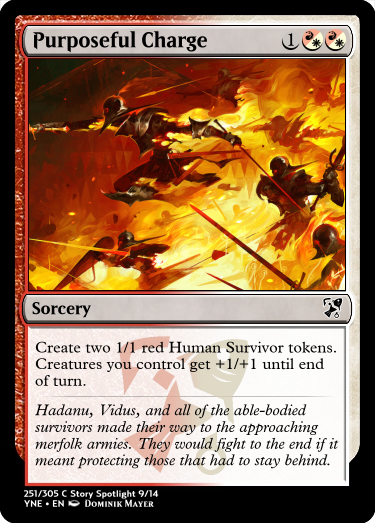 Purposeful Charge 1
Sorcery
Create two 1/1 red Human Survivor tokens.
Creatures you control get +1/+1 until end
of turn.
Hadanu, Vidus, and all of the able-bodied
survivors made their way to the approaching
merfolk armies. They would fight to the end if it
meant protecting those that had to stay behind.
251/305 C Story Spotlight 9/14
YNE • EN Dominik Mayer